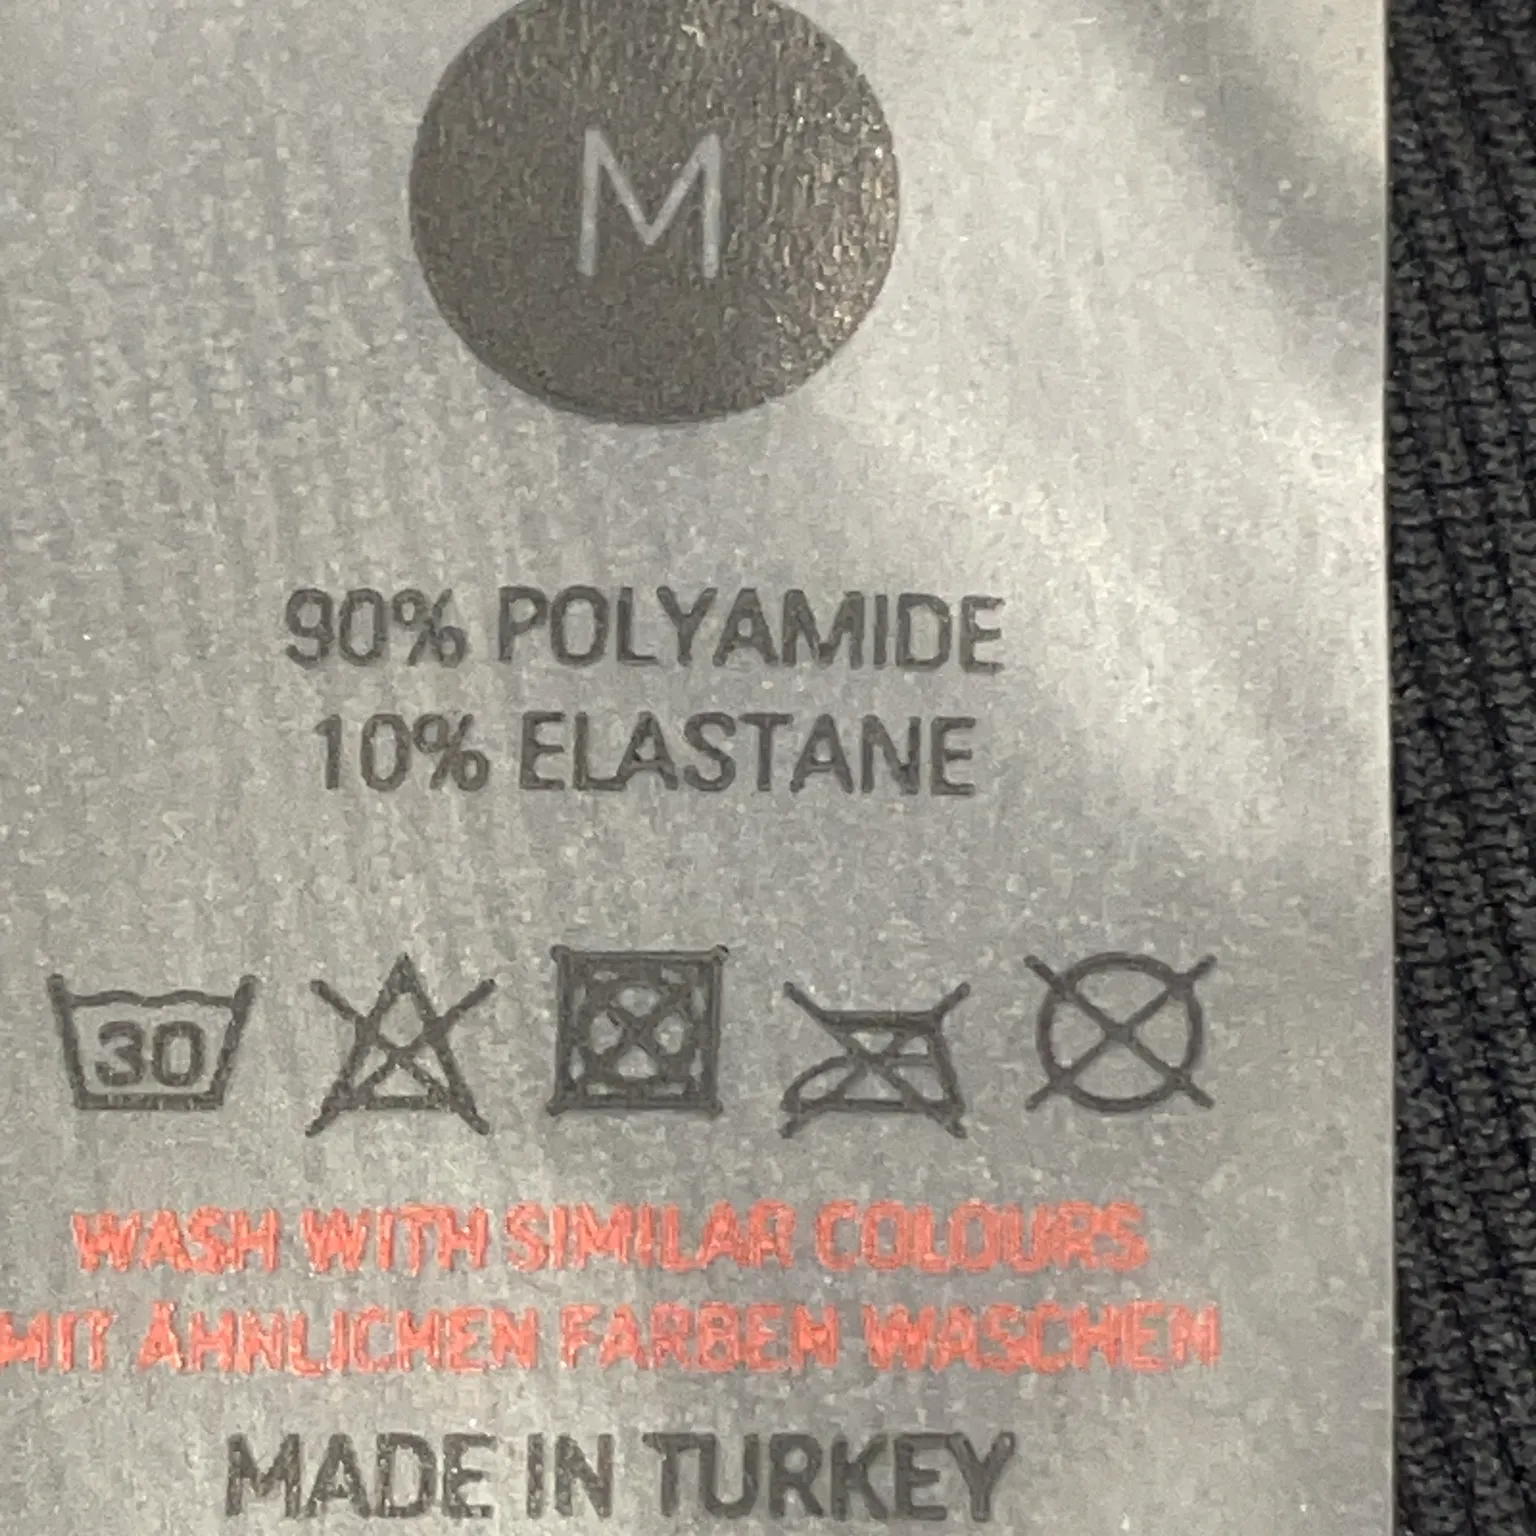 M
90% POLYAMIDE
10% ELASTANE
30
WASH WITH SIMILAR COLOURS
MIT ÄHNLICHEN FARBEN WASCHEN
MADE IN TURKEY